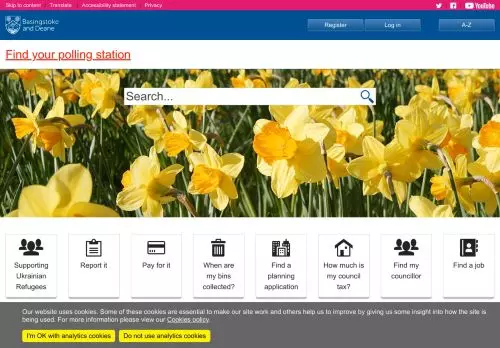 Skip to content Translate Accessibility statement Privacy YouTube
Basingstoke
and Deane
Register Log in A-Z
Find your polling station
Search...
Supporting
Ukrainian
Refugees
Report it
Pay for it
When are
my bins
collected?
Find a
planning
application
How much is
my council
tax?
Find my
councillor
Find a job
Our website uses cookies. Some of these cookies are essential to make our site work and others help us to improve by giving us some insight into how the site is
being used. For more information please view our Cookies policy.
I'm OK with analytics cookies Do not use analytics cookies